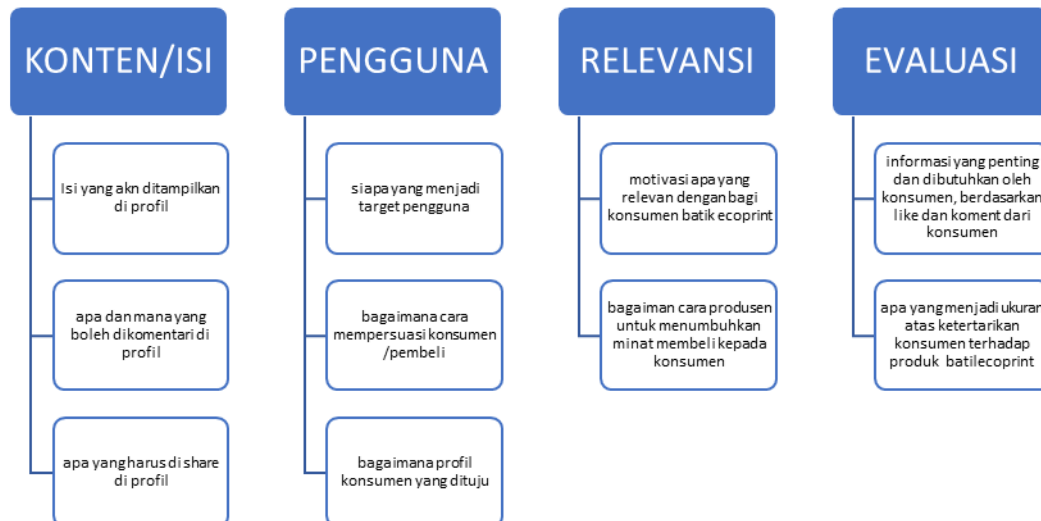 KONTEN/ISI
Isi yang akn ditampilkan
di profil
apa dan mana yang
boleh dikomentari di
profil
apa yang harus di share
di profil
PENGGUNA
siapa yang menjadi
target pengguna
bagaimana cara
mempersuasi konsumen
/pembeli
bagaimana profil
konsumen yang dituju
RELEVANSI
motivasi apa yang
relevan dengan bagi
konsumen batik ecoprint
bagaiman cara produsen
untuk menumbuhkan
minat membeli kepada
konsumen
EVALUASI
informasi yang penting
dan dibutuhkan oleh
konsumen, berdasarkan
like dan koment dari
konsumen
apa yang menjadi ukuran
atas ketertarikan
konsumen terhadap
produk batilecoprint